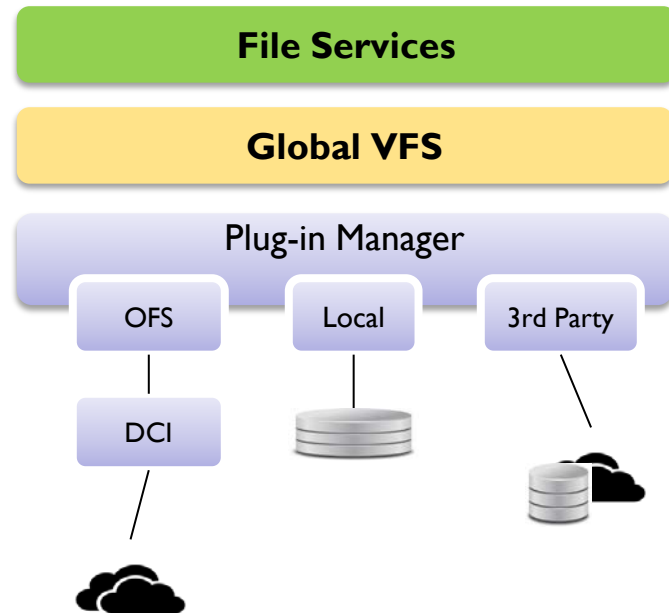 File Services
Global VFS
Plug-in Manager
OFS
Local
3rd Party
DCI